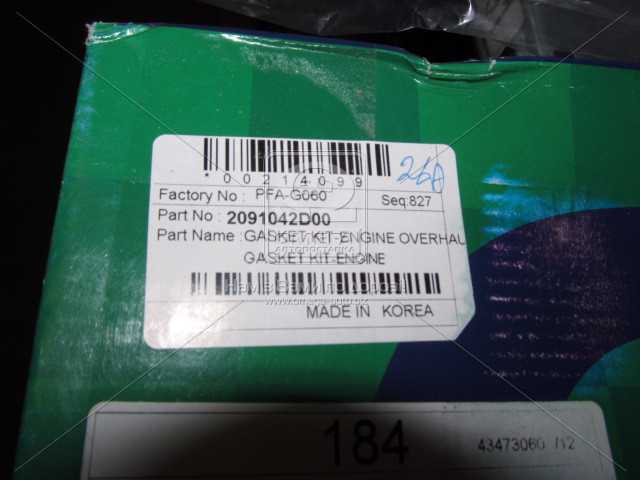 *00214099
260
Factory No : PFA-G060 Seq:827
Part No : 2091042D00
Part Name : GASKET KIT-ENGINE OVERHAU
GASKET KIT-ENGINE
MADE IN KOREA
184 43473060 /12